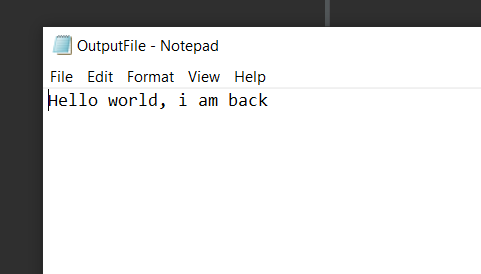 OutputFile - Notepad
File Edit Format View Help
Hello world, i am back